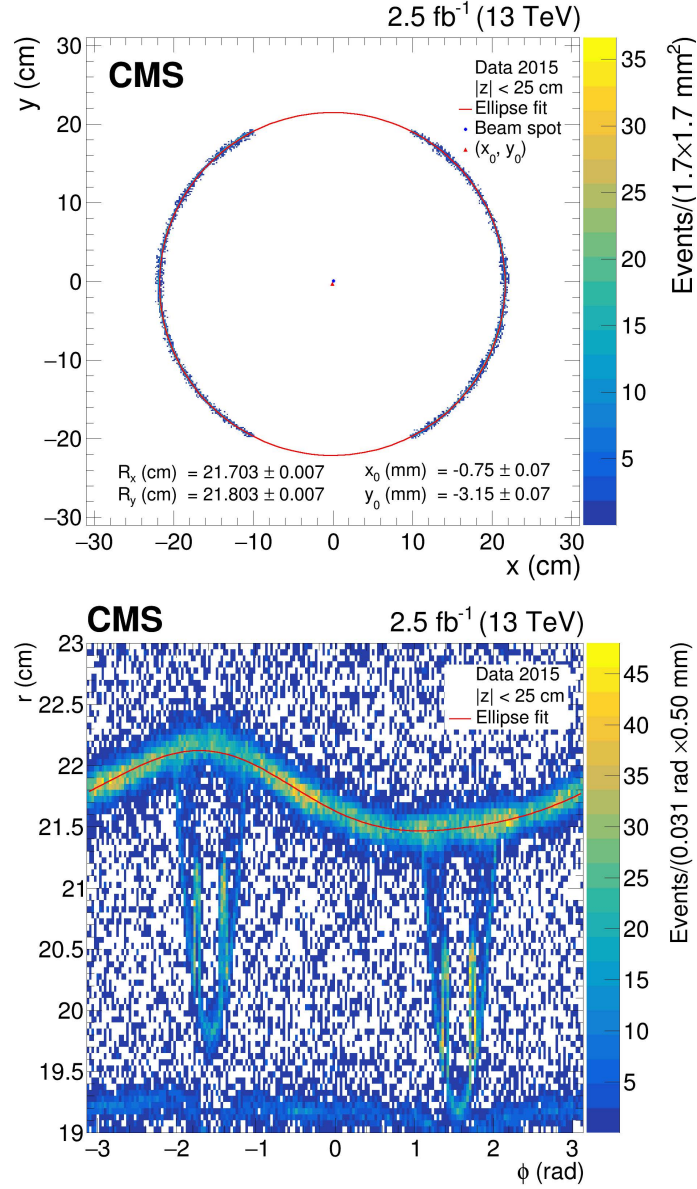 2.5 fb⁻¹ (13 TeV)
CMS
Data 2015
|z| < 25 cm
Ellipse fit
Beam spot
(x₀, y₀)
y (cm)
30
20
10
0
−10
−20
−30
R_x (cm) = 21.703 ± 0.007 x₀ (mm) = -0.75 ± 0.07
R_y (cm) = 21.803 ± 0.007 y₀ (mm) = -3.15 ± 0.07
−30 −20 −10 0 10 20 30
x (cm)
35
30
25
20
15
10
5
Events/(1.7×1.7 mm²)
CMS 2.5 fb⁻¹ (13 TeV)
Data 2015
|z| < 25 cm
Ellipse fit
r (cm)
23
22.5
22
21.5
21
20.5
20
19.5
19
−3 −2 −1 0 1 2 3
ϕ (rad)
45
40
35
30
25
20
15
10
5
Events/(0.031 rad ×0.50 mm)